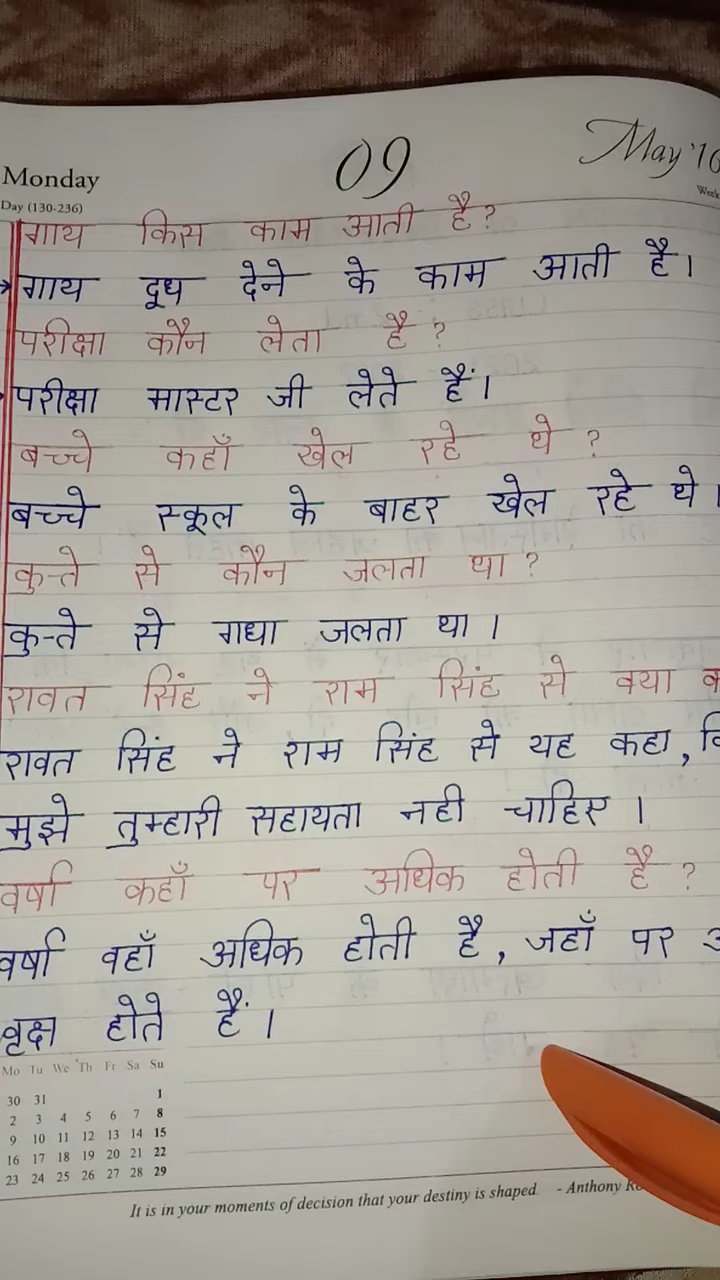 Monday 09 May '10
Day (130-236) Week
गाय किस काम आती है?
गाय दूध देने के काम आती है।
परीक्षा कौन लेता है?
परीक्षा मास्टर जी लेते हैं।
बच्चे कहाँ खेल रहे थे?
बच्चे स्कूल के बाहर खेल रहे थे।
कुत्ते से कौन जलता था?
कुत्ते से गधा जलता था।
रावत सिंह ने राम सिंह से क्या
रावत सिंह ने राम सिंह से यह कहा,
मुझे तुम्हारी सहायता नही चाहिए।
वर्षा कहाँ पर अधिक होती है?
वर्षा वहाँ अधिक होती है, जहाँ पर
वृक्ष होते हैं।
Mo Tu We Th Fr Sa Su
30 31 1
2 3 4 5 6 7 8
9 10 11 12 13 14 15
16 17 18 19 20 21 22
23 24 25 26 27 28 29
It is in your moments of decision that your destiny is shaped. - Anthony